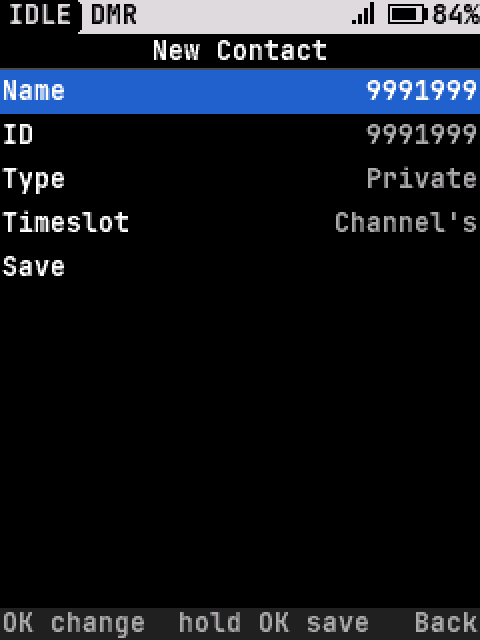 IDLE DMR 84%
New Contact
Name 9991999
ID 9991999
Type Private
Timeslot Channel's
Save
OK change hold OK save Back